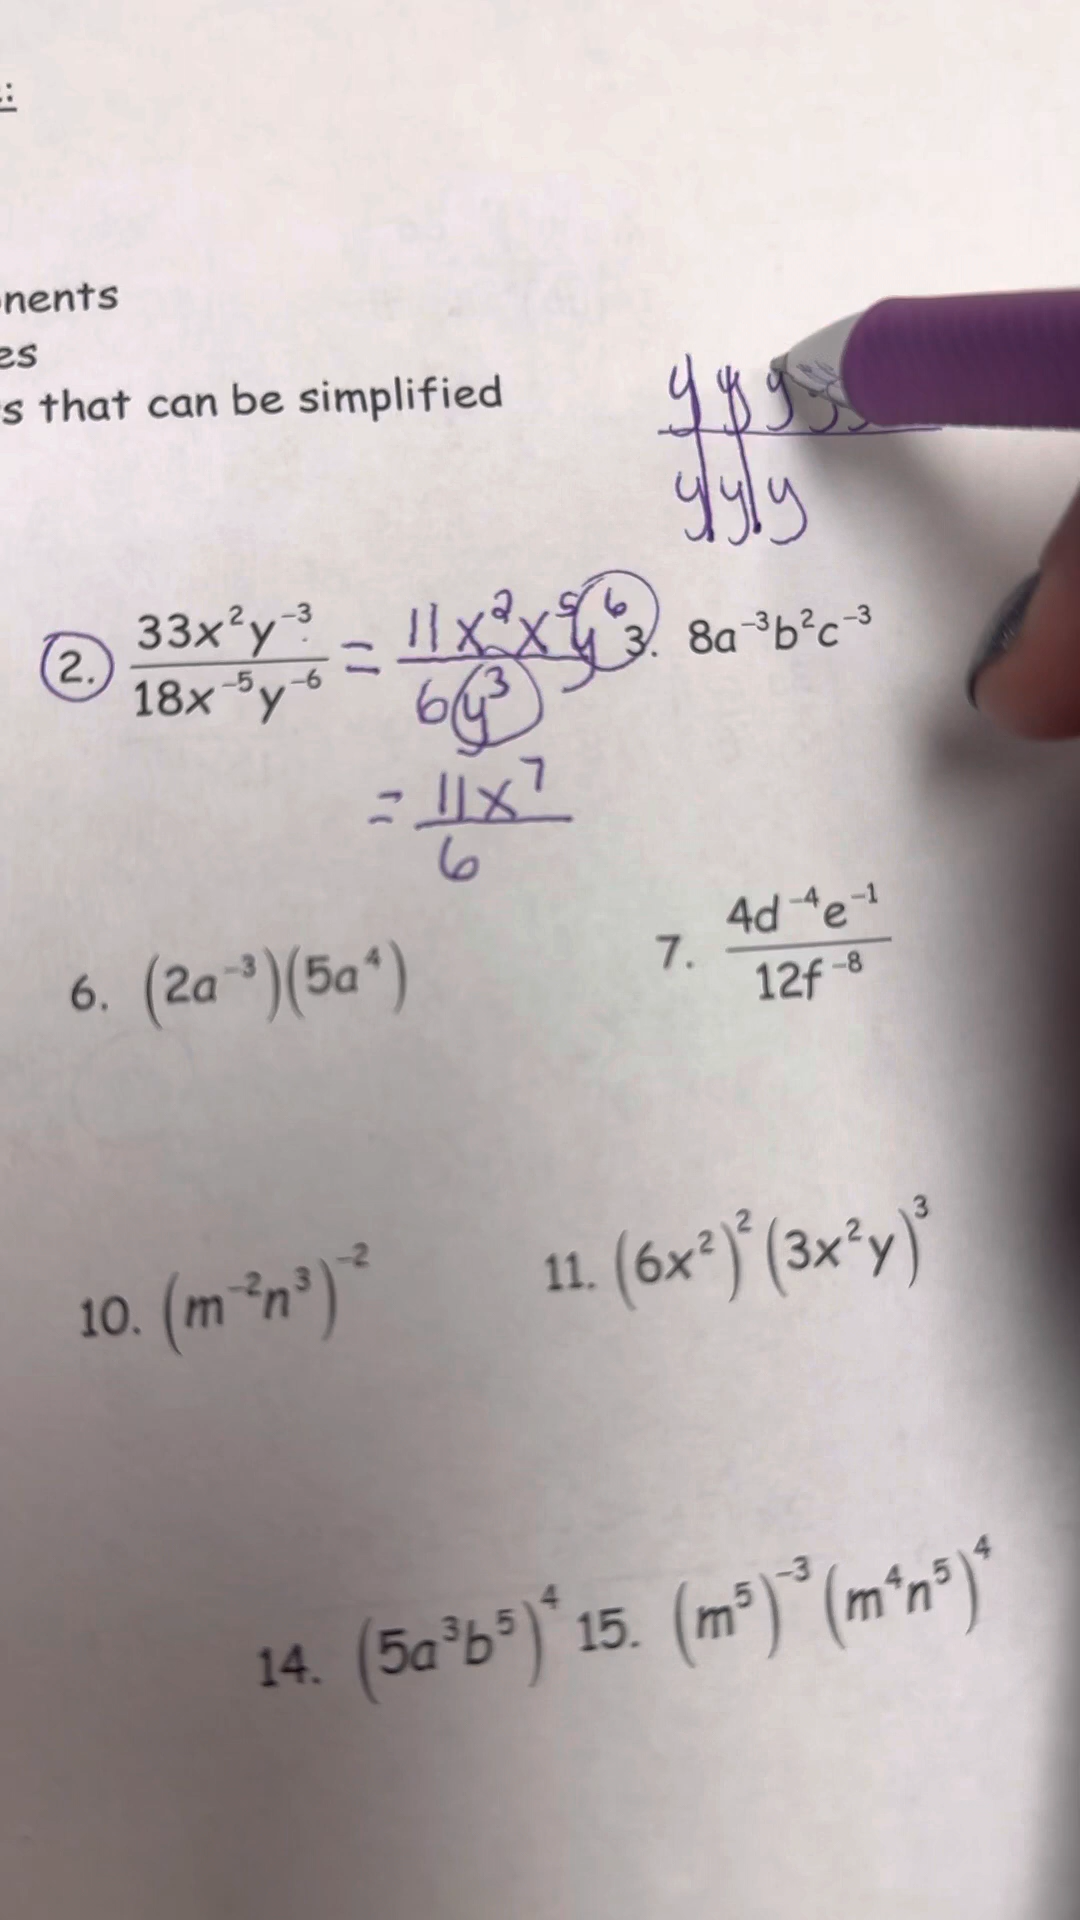 :
nents
es
s that can be simplified
y y y y y
y y y
2. 33x²y⁻³ / 18x⁻⁵y⁻⁶ = 11x²x⁵y⁶ / 6y³
= 11x⁷ / 6
3. 8a⁻³b²c⁻³
6. (2a⁻³)(5a⁴)
7. 4d⁻⁴e⁻¹ / 12f⁻⁸
10. (m⁻²n³)⁻²
11. (6x²)²(3x²y)³
14. (5a³b⁵)⁴
15. (m⁵)⁻³(m⁴n⁵)⁴